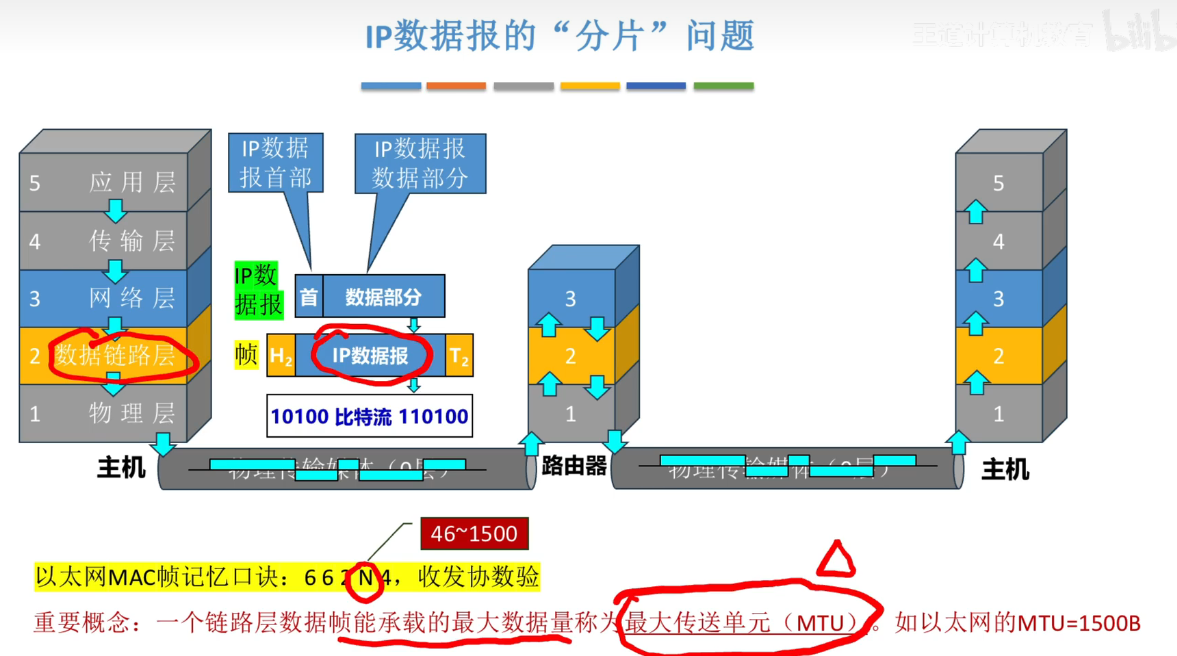 IP数据报的“分片”问题
王道计算机教育 bilib
IP数据
报首部
IP数据报
数据部分
5 应用层
4 传输层
3 网络层
2 数据链路层
1 物理层
IP数
据报
首 数据部分
帧 H₂ IP数据报 T₂
10100 比特流 110100
3
2
1
5
4
3
2
1
主机
物理传输媒体（0层）
路由器
物理传输媒体（0层）
主机
46~1500
以太网MAC帧记忆口诀：6 6 2 N 4，收发协数验
重要概念：一个链路层数据帧能承载的最大数据量称为最大传送单元（MTU）。如以太网的MTU=1500B